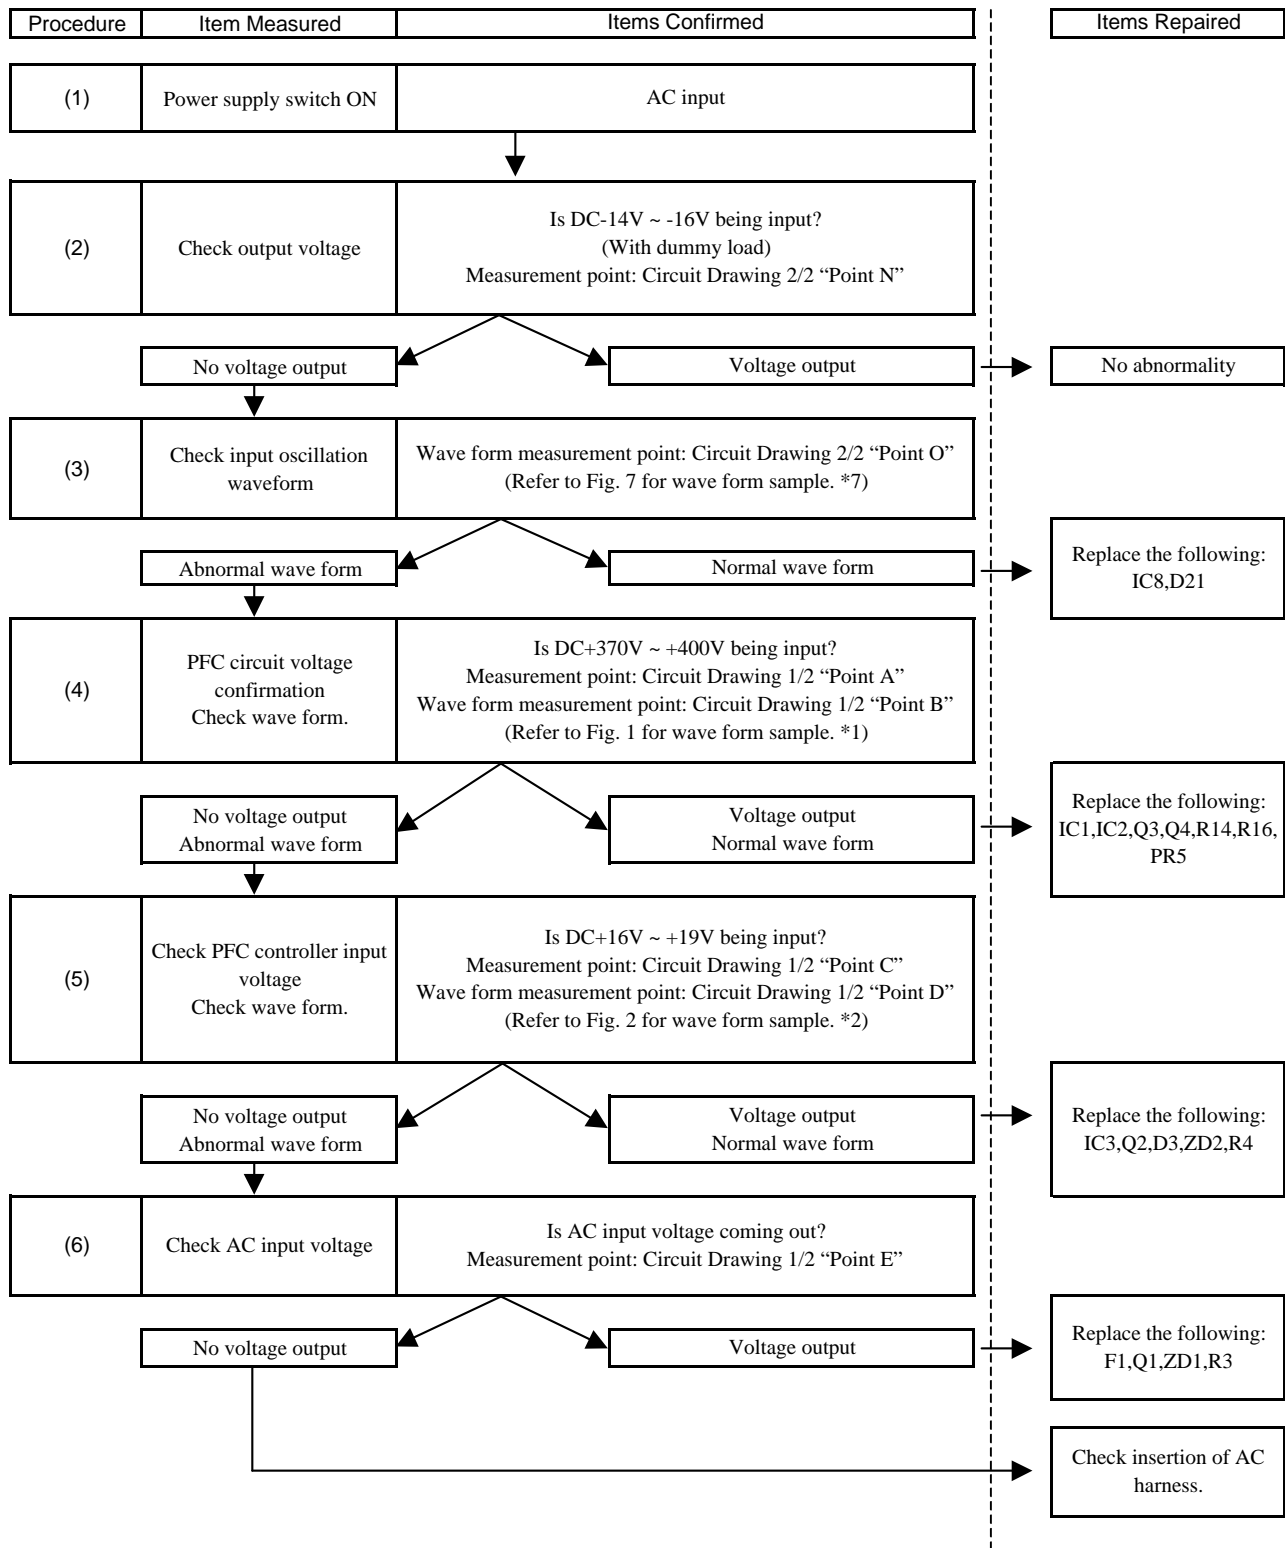 Procedure
Item Measured
Items Confirmed
Items Repaired
(1)
Power supply switch ON
AC input
(2)
Check output voltage
Is DC-14V ~ -16V being input?
(With dummy load)
Measurement point: Circuit Drawing 2/2 “Point N”
No voltage output
Voltage output
No abnormality
(3)
Check input oscillation
waveform
Wave form measurement point: Circuit Drawing 2/2 “Point O”
(Refer to Fig. 7 for wave form sample. *7)
Abnormal wave form
Normal wave form
Replace the following:
IC8,D21
(4)
PFC circuit voltage
confirmation
Check wave form.
Is DC+370V ~ +400V being input?
Measurement point: Circuit Drawing 1/2 “Point A”
Wave form measurement point: Circuit Drawing 1/2 “Point B”
(Refer to Fig. 1 for wave form sample. *1)
No voltage output
Abnormal wave form
Voltage output
Normal wave form
Replace the following:
IC1,IC2,Q3,Q4,R14,R16,
PR5
(5)
Check PFC controller input
voltage
Check wave form.
Is DC+16V ~ +19V being input?
Measurement point: Circuit Drawing 1/2 “Point C”
Wave form measurement point: Circuit Drawing 1/2 “Point D”
(Refer to Fig. 2 for wave form sample. *2)
No voltage output
Abnormal wave form
Voltage output
Normal wave form
Replace the following:
IC3,Q2,D3,ZD2,R4
(6)
Check AC input voltage
Is AC input voltage coming out?
Measurement point: Circuit Drawing 1/2 “Point E”
No voltage output
Voltage output
Replace the following:
F1,Q1,ZD1,R3
Check insertion of AC
harness.